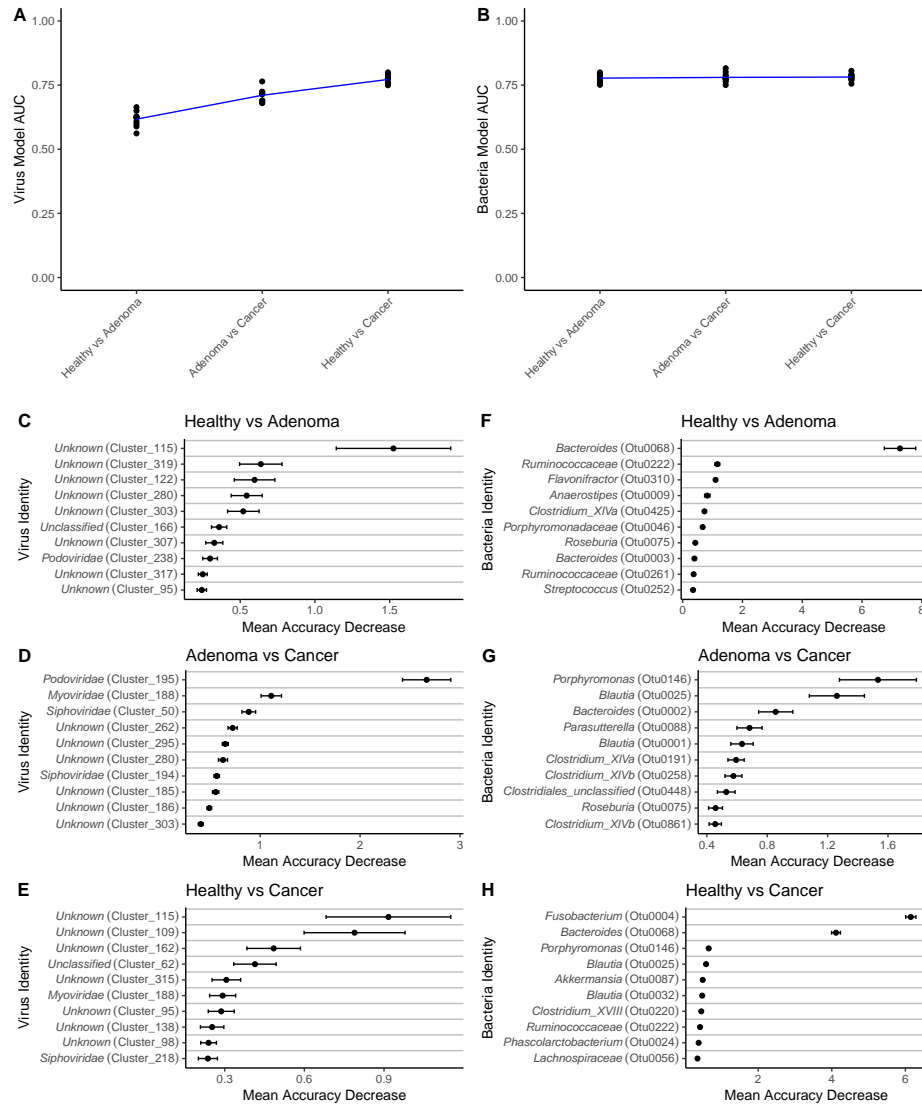 A
Virus Model AUC
1.00
0.75
0.50
0.25
0.00
Healthy vs Adenoma
Adenoma vs Cancer
Healthy vs Cancer
B
Bacteria Model AUC
1.00
0.75
0.50
0.25
0.00
Healthy vs Adenoma
Adenoma vs Cancer
Healthy vs Cancer
C
Healthy vs Adenoma
Virus Identity
Unknown (Cluster_115)
Unknown (Cluster_319)
Unknown (Cluster_122)
Unknown (Cluster_280)
Unknown (Cluster_303)
Unclassified (Cluster_166)
Unknown (Cluster_307)
Podoviridae (Cluster_238)
Unknown (Cluster_317)
Unknown (Cluster_95)
0.5 1.0 1.5
Mean Accuracy Decrease
F
Healthy vs Adenoma
Bacteria Identity
Bacteroides (Otu0068)
Ruminococcaceae (Otu0222)
Flavonifractor (Otu0310)
Anaerostipes (Otu0009)
Clostridium_XIVa (Otu0425)
Porphyromonadaceae (Otu0046)
Roseburia (Otu0075)
Bacteroides (Otu0003)
Ruminococcaceae (Otu0261)
Streptococcus (Otu0252)
0 2 4 6 8
Mean Accuracy Decrease
D
Adenoma vs Cancer
Virus Identity
Podoviridae (Cluster_195)
Myoviridae (Cluster_188)
Siphoviridae (Cluster_50)
Unknown (Cluster_262)
Unknown (Cluster_295)
Unknown (Cluster_280)
Siphoviridae (Cluster_194)
Unknown (Cluster_185)
Unknown (Cluster_186)
Unknown (Cluster_303)
1 2 3
Mean Accuracy Decrease
G
Adenoma vs Cancer
Bacteria Identity
Porphyromonas (Otu0146)
Blautia (Otu0025)
Bacteroides (Otu0002)
Parasutterella (Otu0088)
Blautia (Otu0001)
Clostridium_XIVa (Otu0191)
Clostridium_XIVb (Otu0258)
Clostridiales_unclassified (Otu0448)
Roseburia (Otu0075)
Clostridium_XIVb (Otu0861)
0.4 0.8 1.2 1.6
Mean Accuracy Decrease
E
Healthy vs Cancer
Virus Identity
Unknown (Cluster_115)
Unknown (Cluster_109)
Unknown (Cluster_162)
Unclassified (Cluster_62)
Unknown (Cluster_315)
Myoviridae (Cluster_188)
Unknown (Cluster_95)
Unknown (Cluster_138)
Unknown (Cluster_98)
Siphoviridae (Cluster_218)
0.3 0.6 0.9
Mean Accuracy Decrease
H
Healthy vs Cancer
Bacteria Identity
Fusobacterium (Otu0004)
Bacteroides (Otu0068)
Porphyromonas (Otu0146)
Blautia (Otu0025)
Akkermansia (Otu0087)
Blautia (Otu0032)
Clostridium_XVIII (Otu0220)
Ruminococcaceae (Otu0222)
Phascolarctobacterium (Otu0024)
Lachnospiraceae (Otu0056)
2 4 6
Mean Accuracy Decrease